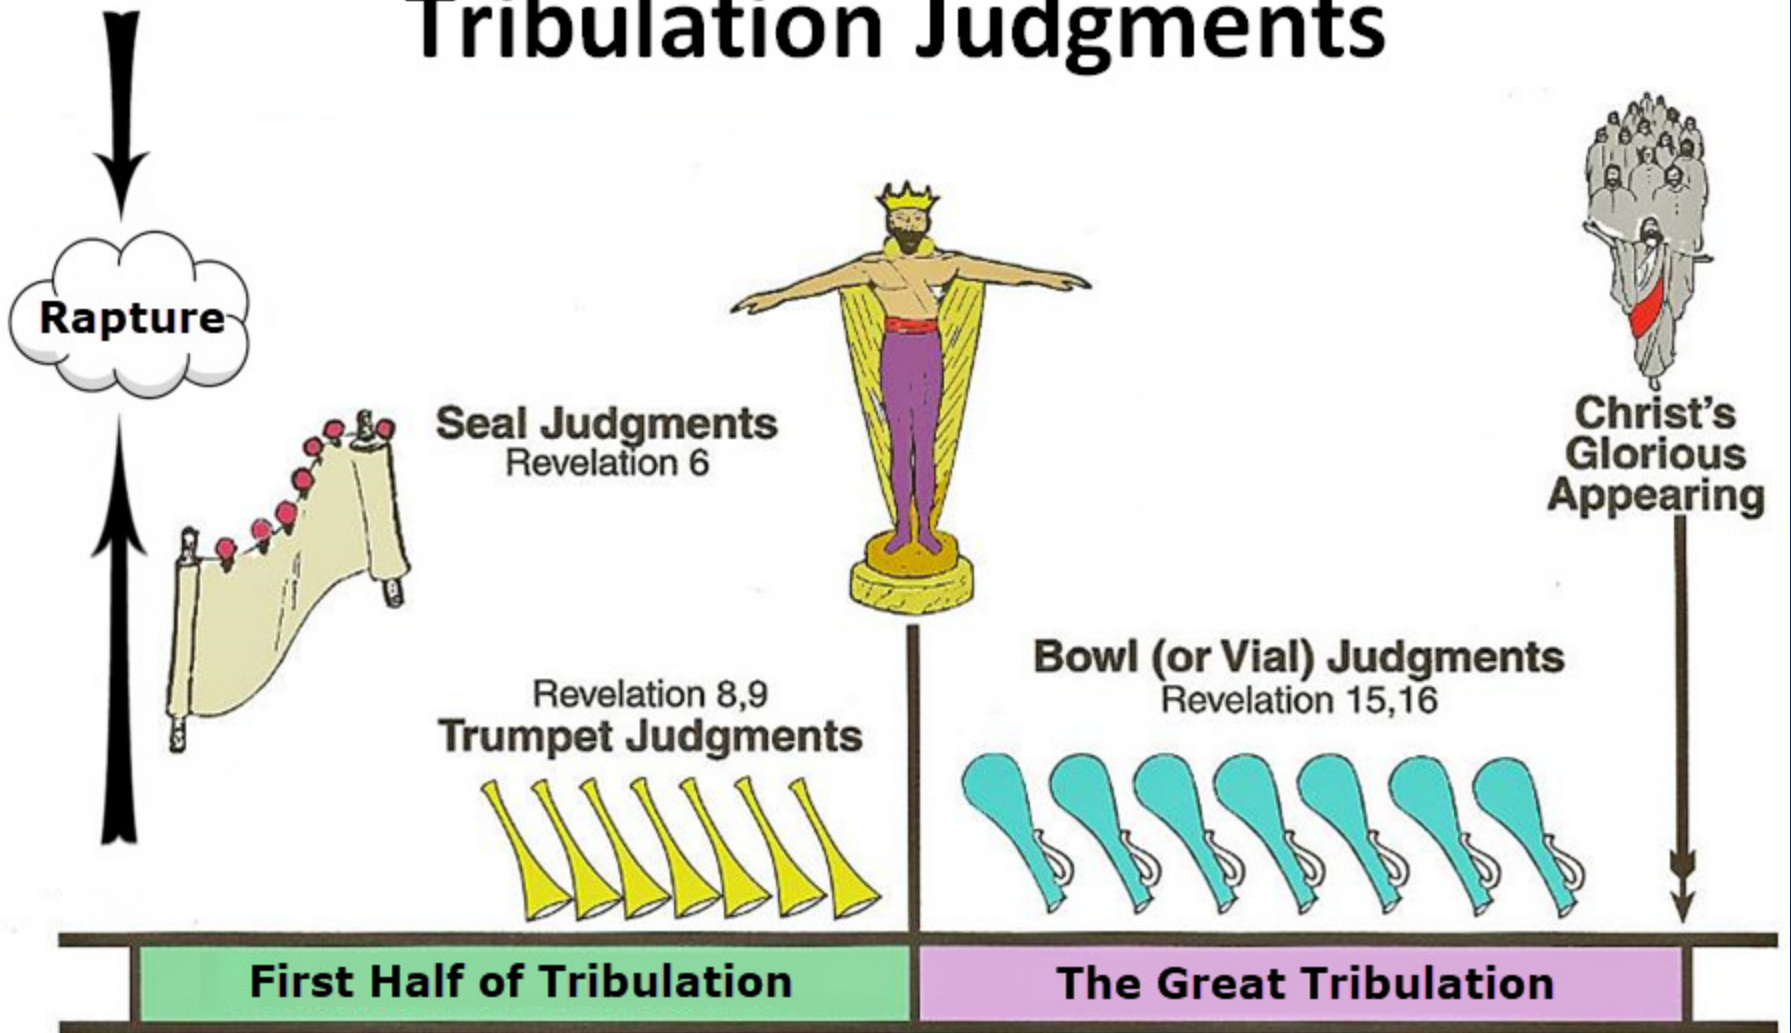 Tribulation Judgments
Rapture
Seal Judgments
Revelation 6
Christ's
Glorious
Appearing
Revelation 8,9
Trumpet Judgments
Bowl (or Vial) Judgments
Revelation 15,16
First Half of Tribulation
The Great Tribulation